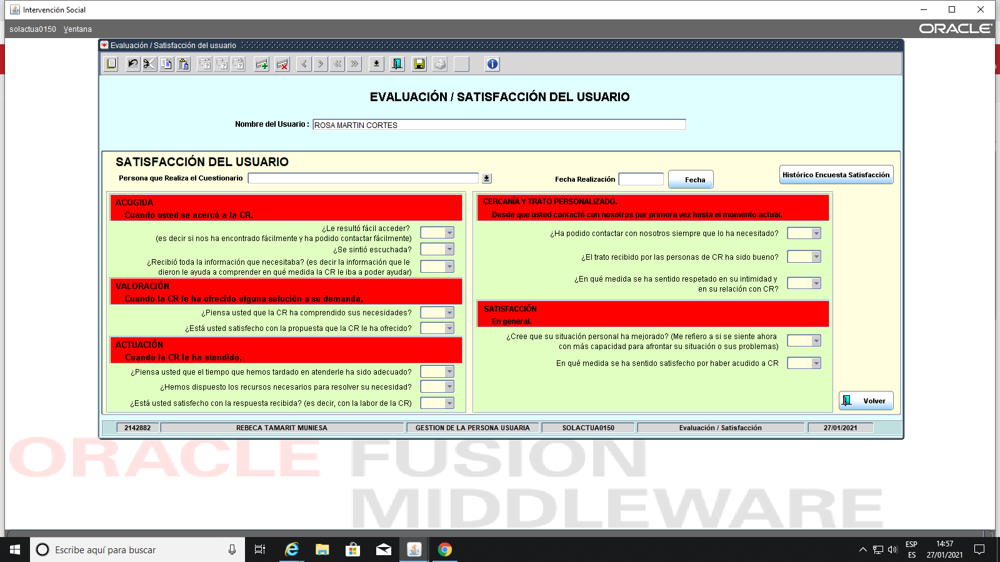 Intervención Social
solactua0150 Ventana
ORACLE
Evaluación / Satisfacción del usuario
EVALUACIÓN / SATISFACCIÓN DEL USUARIO
Nombre del Usuario : ROSA MARTIN CORTES
SATISFACCIÓN DEL USUARIO
Persona que Realiza el Cuestionario
Fecha Realización
Fecha
Histórico Encuesta Satisfacción
ACOGIDA
Cuando usted se acercó a la CR.
¿Le resultó fácil acceder?
(es decir si nos ha encontrado fácilmente y ha podido contactar fácilmente)
¿Se sintió escuchada?
¿Recibió toda la información que necesitaba? (es decir la información que le
dieron le ayuda a comprender en qué medida la CR le iba a poder ayudar)
VALORACIÓN
Cuando la CR le ha ofrecido alguna solución a su demanda,
¿Piensa usted que la CR ha comprendido sus necesidades?
¿Está usted satisfecho con la propuesta que la CR le ha ofrecido?
ACTUACIÓN
Cuando la CR le ha atendido,
¿Piensa usted que el tiempo que hemos tardado en atenderle ha sido adecuado?
¿Hemos dispuesto los recursos necesarios para resolver su necesidad?
¿Está usted satisfecho con la respuesta recibida? (es decir, con la labor de la CR)
CERCANÍA Y TRATO PERSONALIZADO.
Desde que usted contactó con nosotros por primera vez hasta el momento actual.
¿Ha podido contactar con nosotros siempre que lo ha necesitado?
¿El trato recibido por las personas de CR ha sido bueno?
¿En qué medida se ha sentido respetado en su intimidad y
en su relación con CR?
SATISFACCIÓN
En general.
¿Cree que su situación personal ha mejorado? (Me refiero a si se siente ahora
con más capacidad para afrontar su situación o sus problemas)
En qué medida se ha sentido satisfecho por haber acudido a CR
Volver
2142882 REBECA TAMARIT MUNIESA GESTION DE LA PERSONA USUARIA SOLACTUA0150 Evaluación / Satisfacción 27/01/2021
ORACLE FUSION
MIDDLEWARE
Escribe aquí para buscar
ESP
ES
14:57
27/01/2021